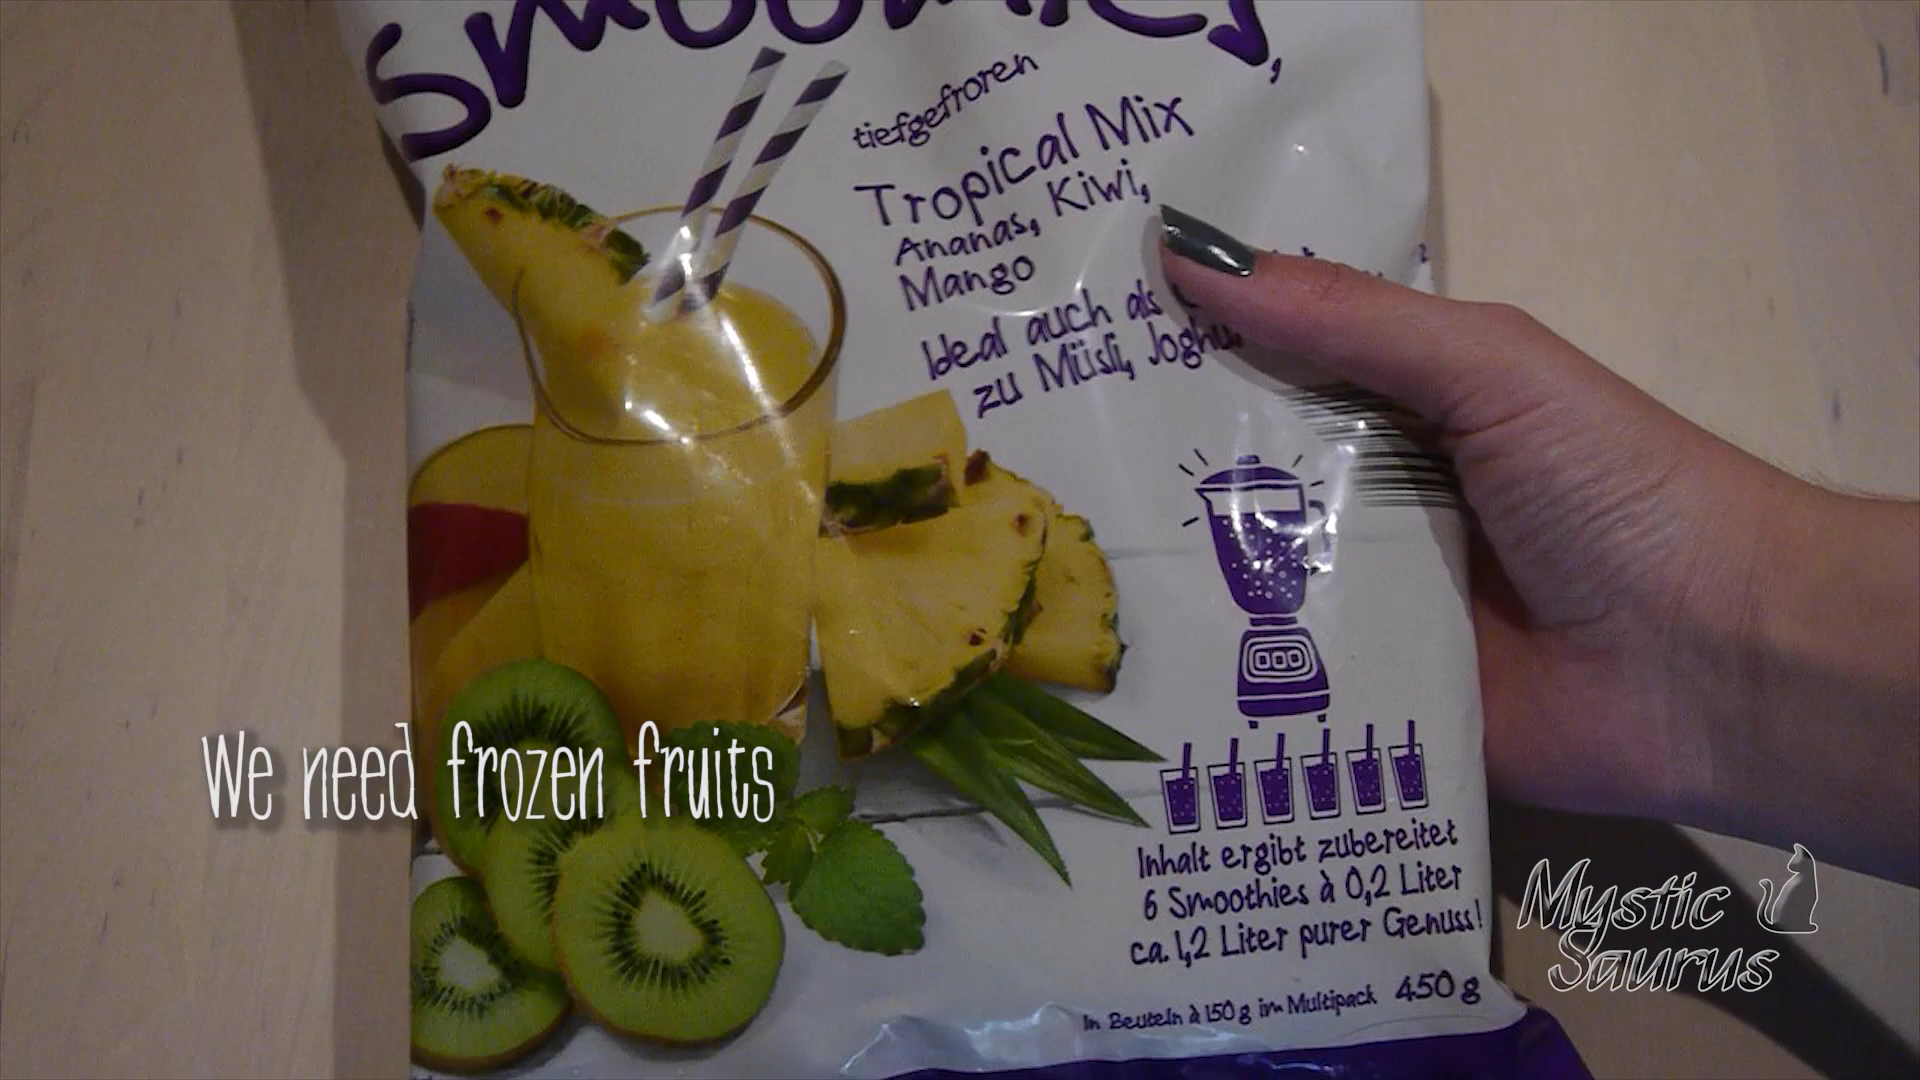 Smoothies
tiefgefroren
Tropical Mix
Ananas, Kiwi,
Mango
Ideal auch als
zu Müsli,
We need frozen fruits
Inhalt ergibt zubereitet
6 Smoothies à 0,2 Liter
ca. 1,2 Liter purer Genuss!
In Beuteln à 150 g im Multipack 450 g
Mystic
Saurus